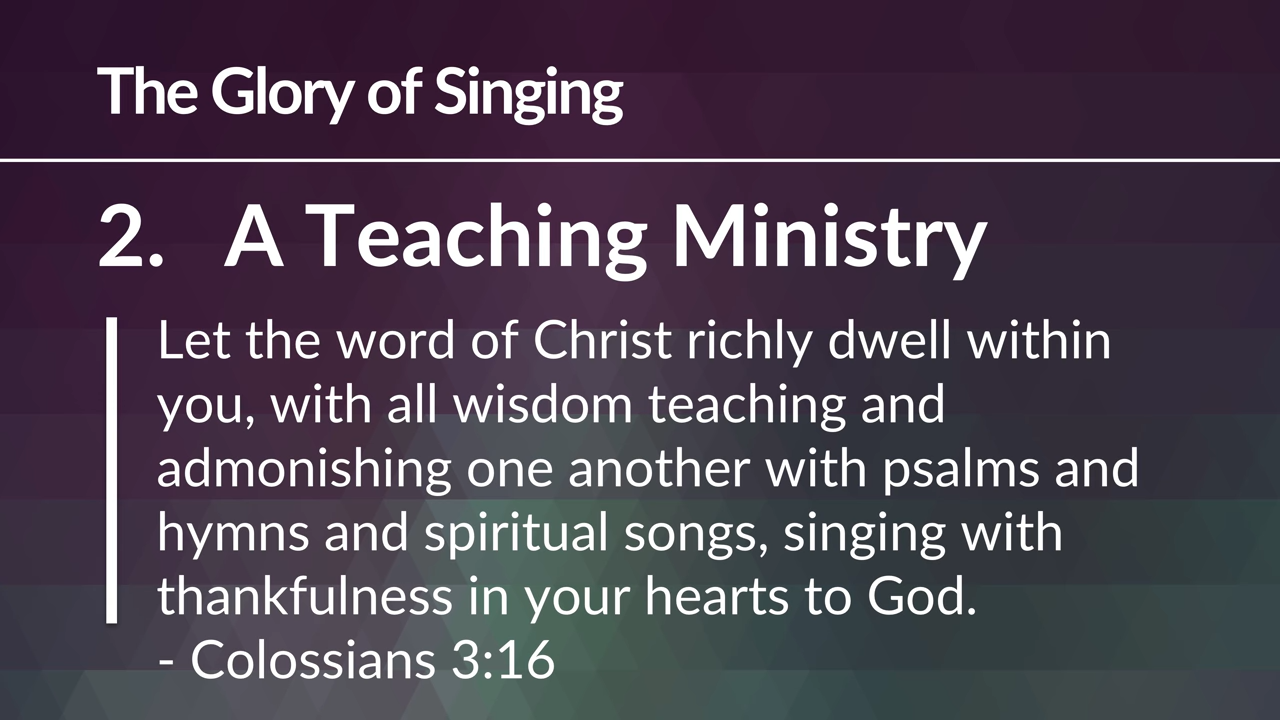 The Glory of Singing
2. A Teaching Ministry
Let the word of Christ richly dwell within
you, with all wisdom teaching and
admonishing one another with psalms and
hymns and spiritual songs, singing with
thankfulness in your hearts to God.
- Colossians 3:16